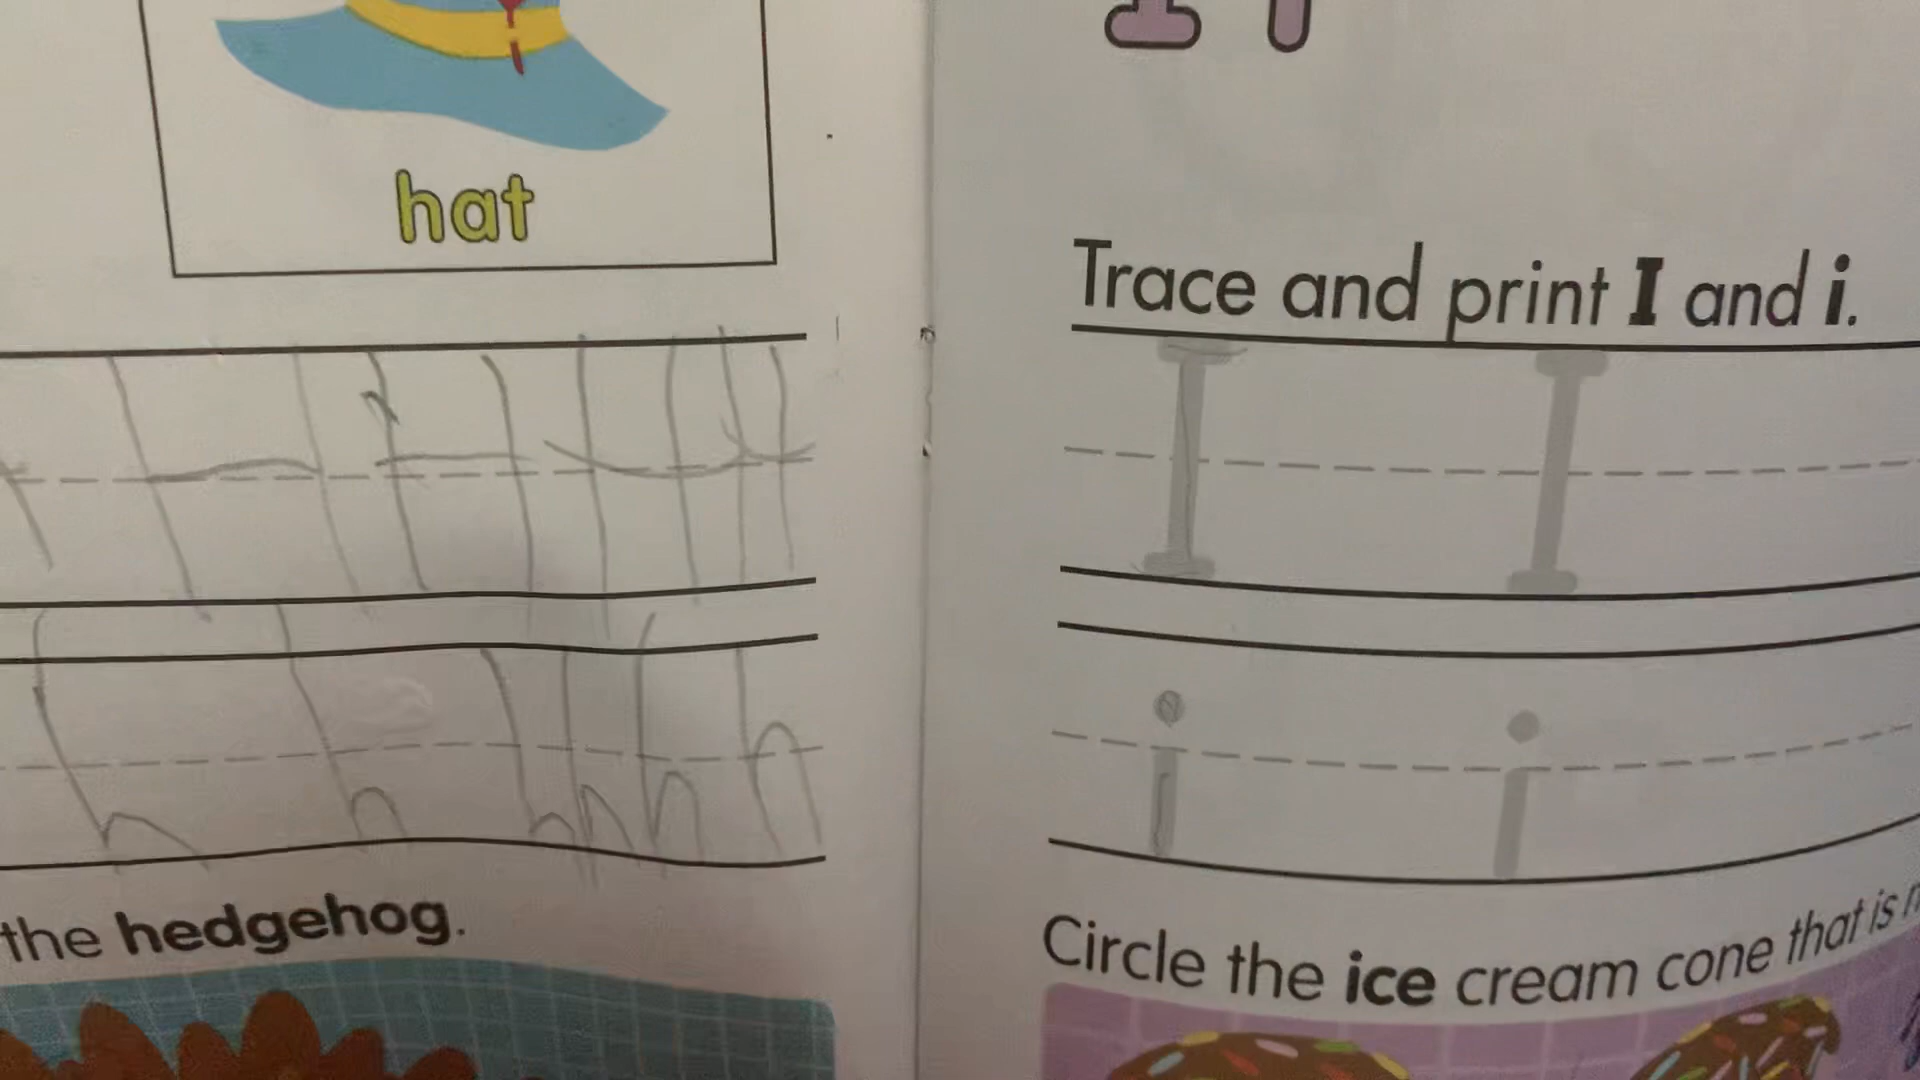 hat
H H H H
h h h h h h
the hedgehog.
I i
Trace and print I and i.
I I
i i
Circle the ice cream cone that is